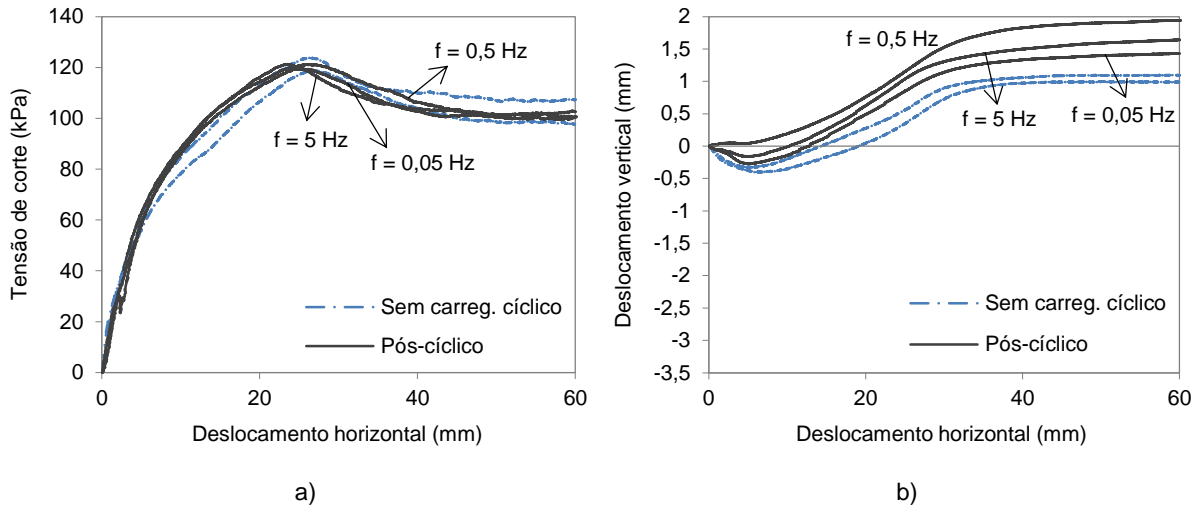 140
120
100
80
60
40
20
0
0
20
40
60
Tensão de corte (kPa)
Deslocamento horizontal (mm)
f = 0,5 Hz
f = 5 Hz
f = 0,05 Hz
Sem carreg. cíclico
Pós-cíclico
a)
2
1,5
1
0,5
0
-0,5
-1
-1,5
-2
-2,5
-3
-3,5
0
20
40
60
Deslocamento vertical (mm)
Deslocamento horizontal (mm)
f = 0,5 Hz
f = 5 Hz
f = 0,05 Hz
Sem carreg. cíclico
Pós-cíclico
b)